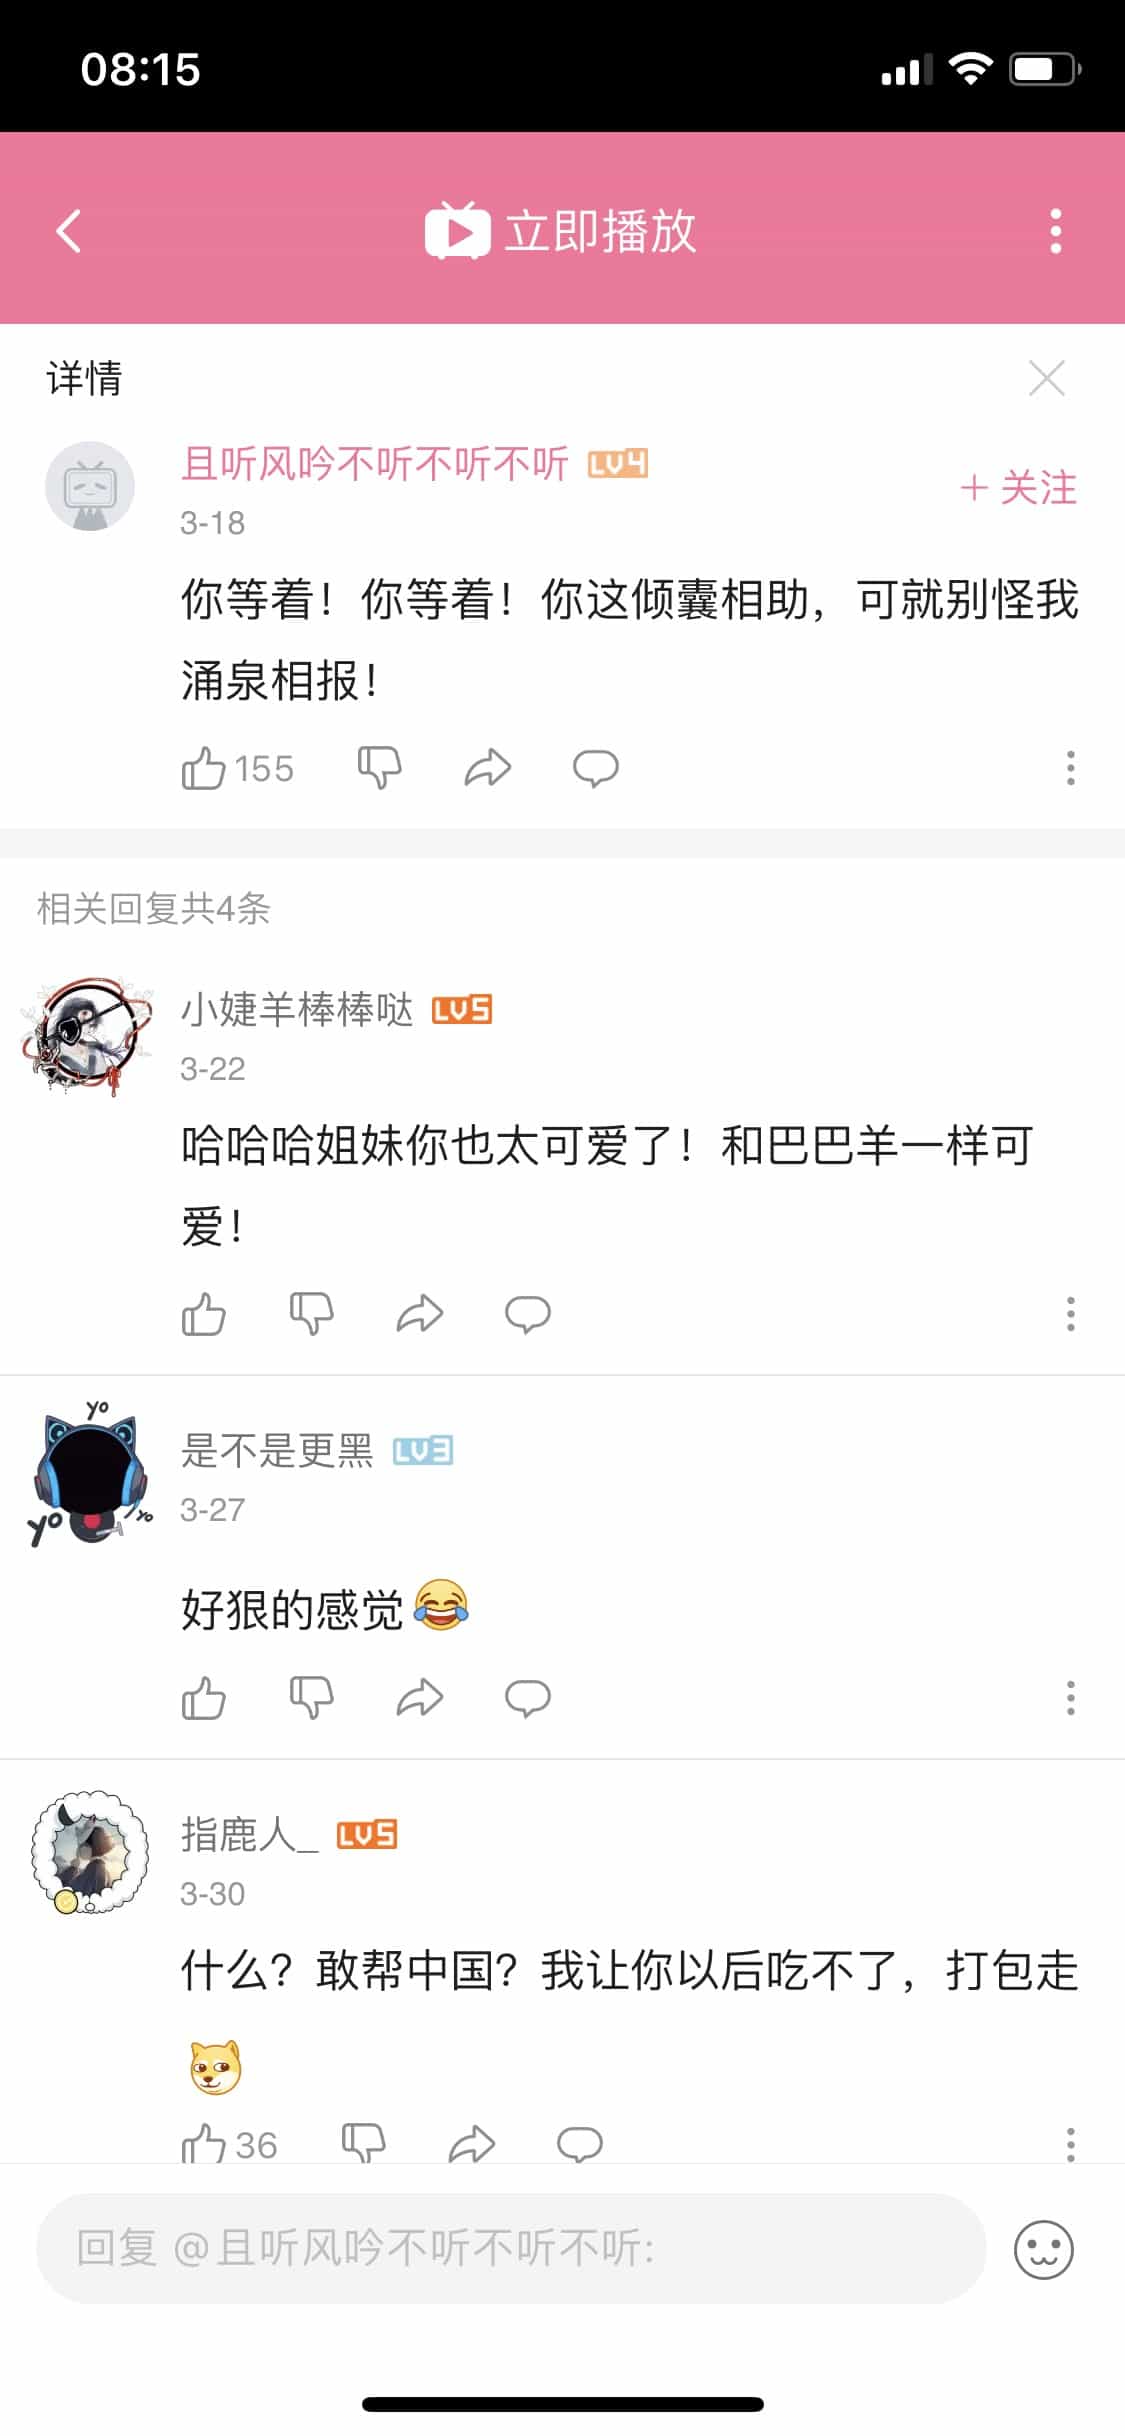 08:15
立即播放
详情
且听风吟不听不听不听 LV4
+ 关注
3-18
你等着！你等着！你这倾囊相助，可就别怪我
涌泉相报！
155
相关回复共4条
小婕羊棒棒哒 LV5
3-22
哈哈哈姐妹你也太可爱了！和巴巴羊一样可
爱！
yo
yo
yo
是不是更黑 LV3
3-27
好狠的感觉😂
指鹿人_ LV5
3-30
什么？敢帮中国？我让你以后吃不了，打包走
36
回复 @且听风吟不听不听不听: